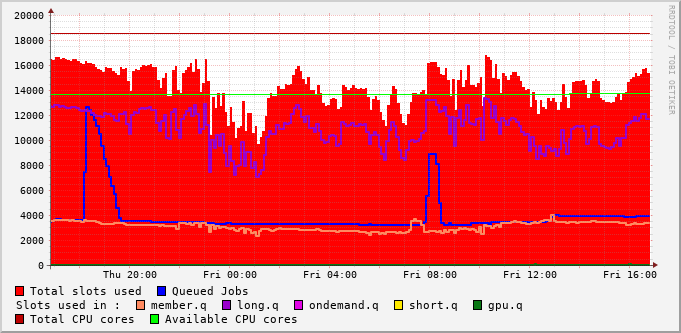 20000
18000
16000
14000
12000
10000
8000
6000
4000
2000
0
Thu 20:00 Fri 00:00 Fri 04:00 Fri 08:00 Fri 12:00 Fri 16:00
Total slots used Queued Jobs
Slots used in : member.q long.q ondemand.q short.q gpu.q
Total CPU cores Available CPU cores
RRDTOOL / TOBI OETIKER